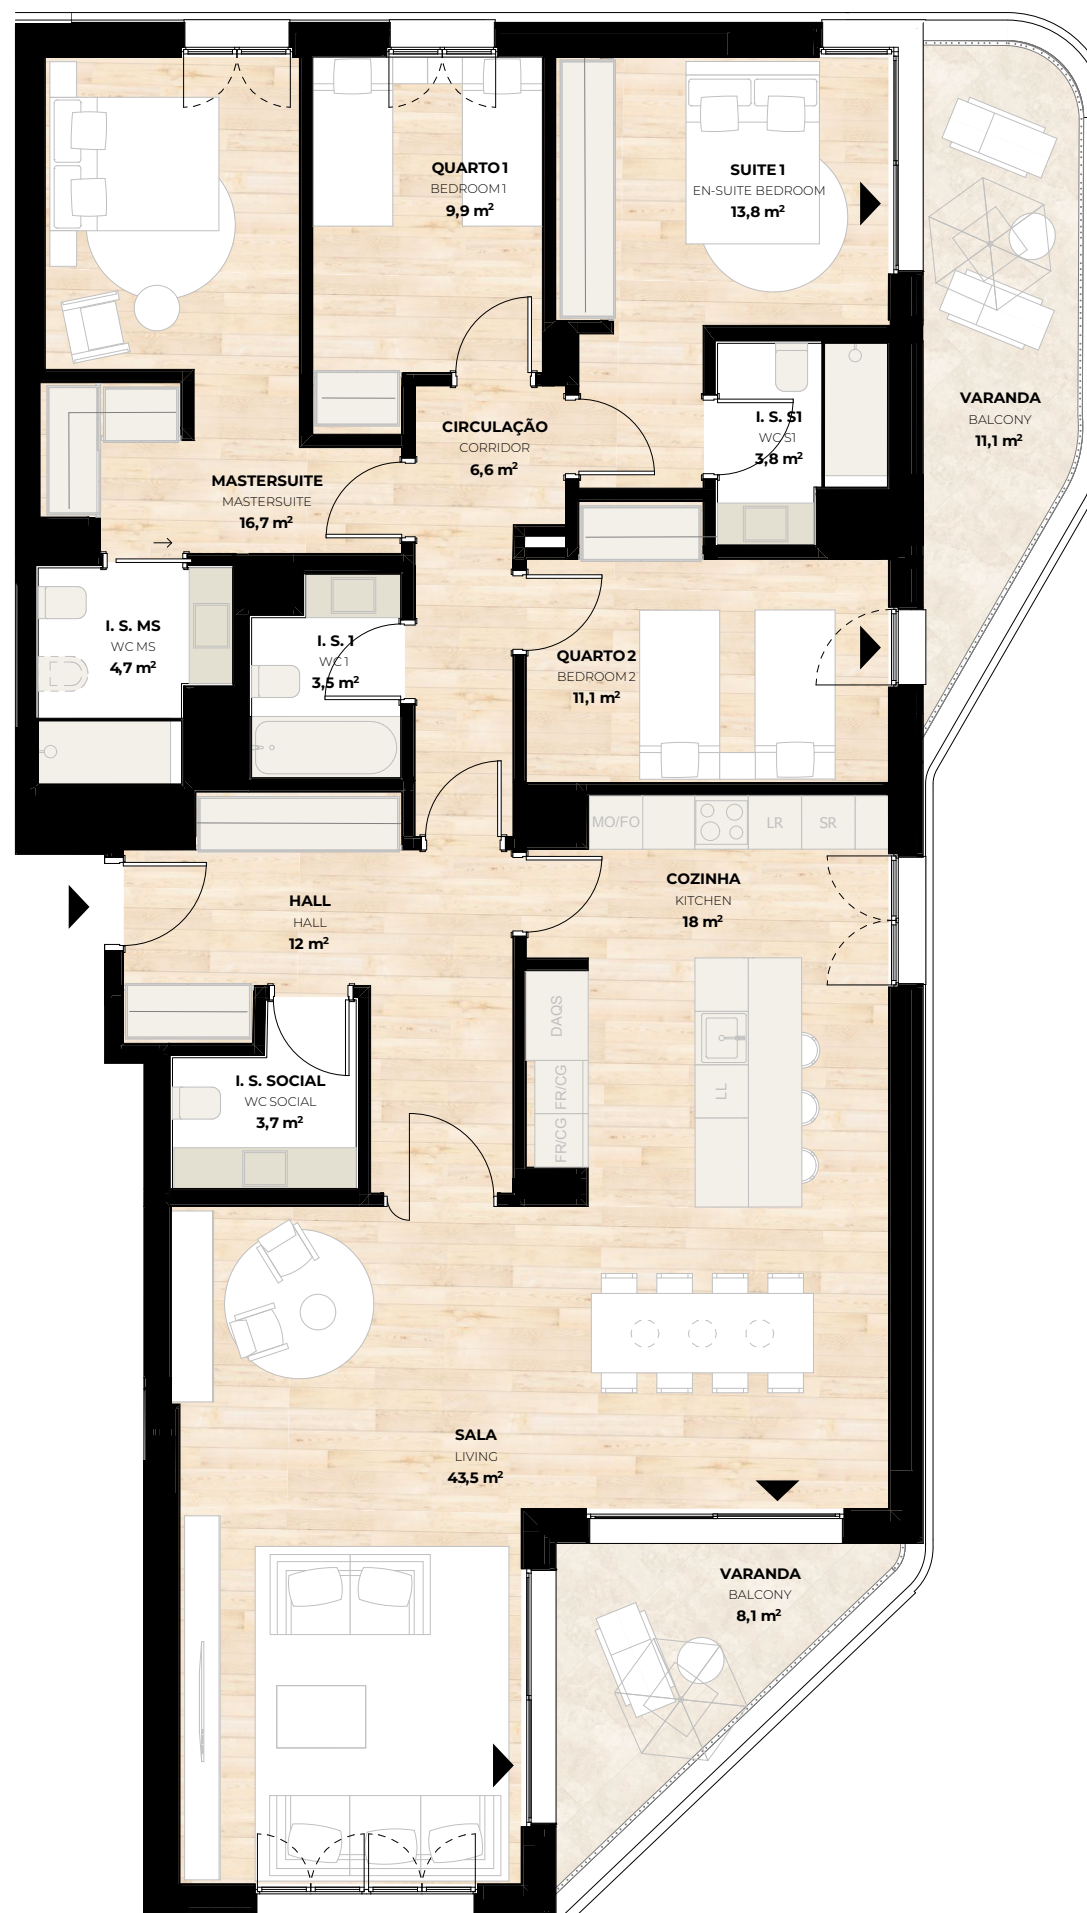 QUARTO 1
BEDROOM 1
9,9 m²
SUITE 1
EN-SUITE BEDROOM
13,8 m²
VARANDA
BALCONY
11,1 m²
CIRCULAÇÃO
CORRIDOR
6,6 m²
I. S. S1
WC S1
3,8 m²
MASTERSUITE
MASTERSUITE
16,7 m²
I. S. MS
WC MS
4,7 m²
I. S. 1
WC 1
3,5 m²
QUARTO 2
BEDROOM 2
11,1 m²
MO/FO
LR
SR
COZINHA
KITCHEN
18 m²
HALL
HALL
12 m²
DAQS
FR/CG
FR/CG
LL
I. S. SOCIAL
WC SOCIAL
3,7 m²
SALA
LIVING
43,5 m²
VARANDA
BALCONY
8,1 m²